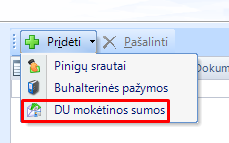 Pridėti Pašalinti
Pinigų srautai
Dokum
Buhalterinės pažymos
DU mokėtinos sumos